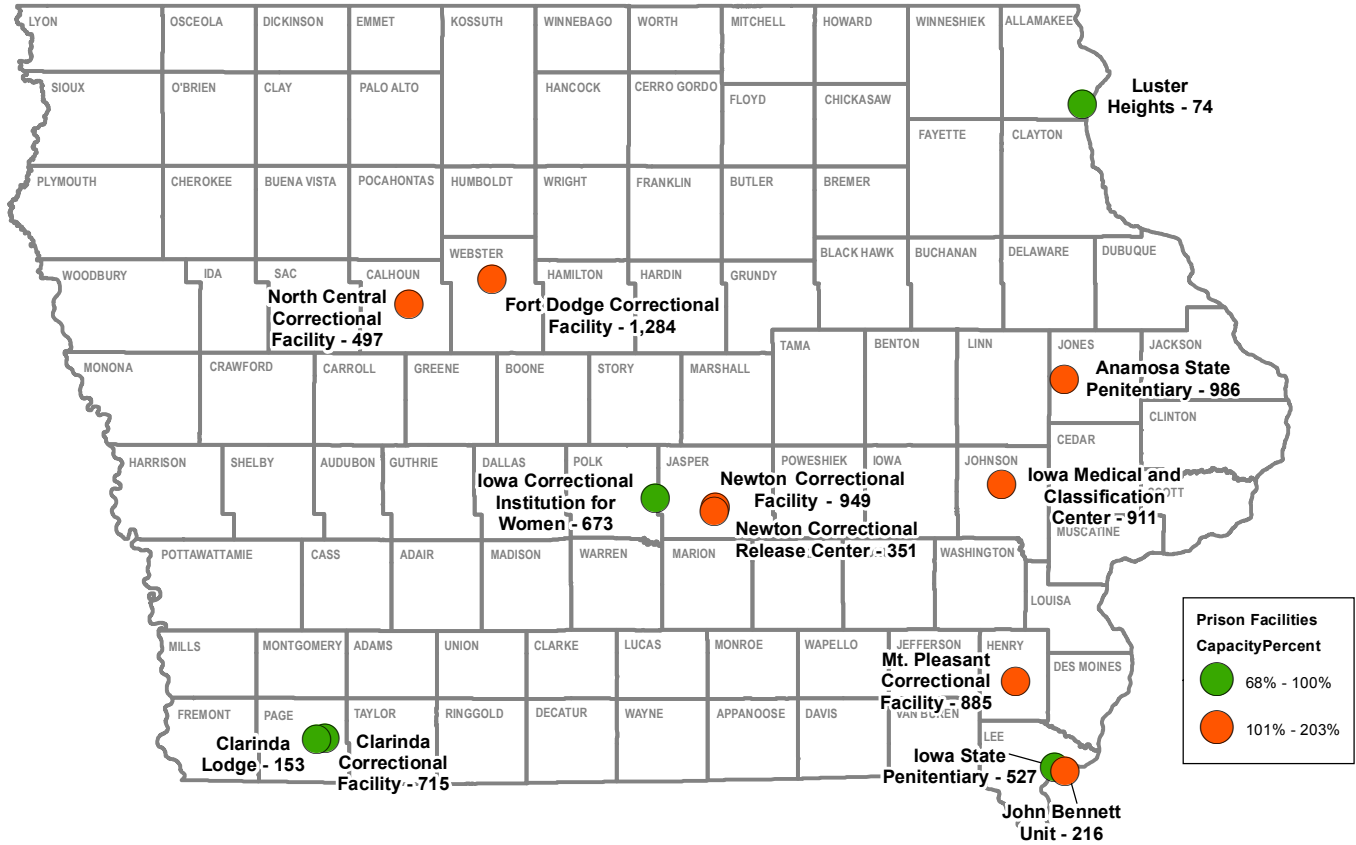 LYON
OSCEOLA
DICKINSON
EMMET
KOSSUTH
WINNEBAGO
WORTH
MITCHELL
HOWARD
WINNESHIEK
ALLAMAKEE
SIOUX
O'BRIEN
CLAY
PALO ALTO
HANCOCK
CERRO GORDO
FLOYD
CHICKASAW
Luster
Heights - 74
FAYETTE
CLAYTON
PLYMOUTH
CHEROKEE
BUENA VISTA
POCAHONTAS
HUMBOLDT
WRIGHT
FRANKLIN
BUTLER
BREMER
WEBSTER
BLACK HAWK
BUCHANAN
DELAWARE
DUBUQUE
WOODBURY
IDA
SAC
CALHOUN
HAMILTON
HARDIN
GRUNDY
North Central
Correctional
Facility - 497
Fort Dodge Correctional
Facility - 1,284
TAMA
BENTON
LINN
JONES
JACKSON
MONONA
CRAWFORD
CARROLL
GREENE
BOONE
STORY
MARSHALL
Anamosa State
Penitentiary - 986
CLINTON
CEDAR
HARRISON
SHELBY
AUDUBON
GUTHRIE
DALLAS
POLK
JASPER
POWESHIEK
IOWA
JOHNSON
Iowa Correctional
Institution for
Women - 673
Newton Correctional
Facility - 949
Newton Correctional
Release Center - 351
Iowa Medical and
Classification
Center - 911
MUSCATINE
POTTAWATTAMIE
CASS
ADAIR
MADISON
WARREN
MARION
WASHINGTON
LOUISA
MILLS
MONTGOMERY
ADAMS
UNION
CLARKE
LUCAS
MONROE
WAPELLO
JEFFERSON
HENRY
DES MOINES
Mt. Pleasant
Correctional
Facility - 885
FREMONT
PAGE
TAYLOR
RINGGOLD
DECATUR
WAYNE
APPANOOSE
DAVIS
VAN BUREN
LEE
Clarinda
Lodge - 153
Clarinda
Correctional
Facility - 715
Iowa State
Penitentiary - 527
John Bennett
Unit - 216
Prison Facilities
CapacityPercent
68% - 100%
101% - 203%